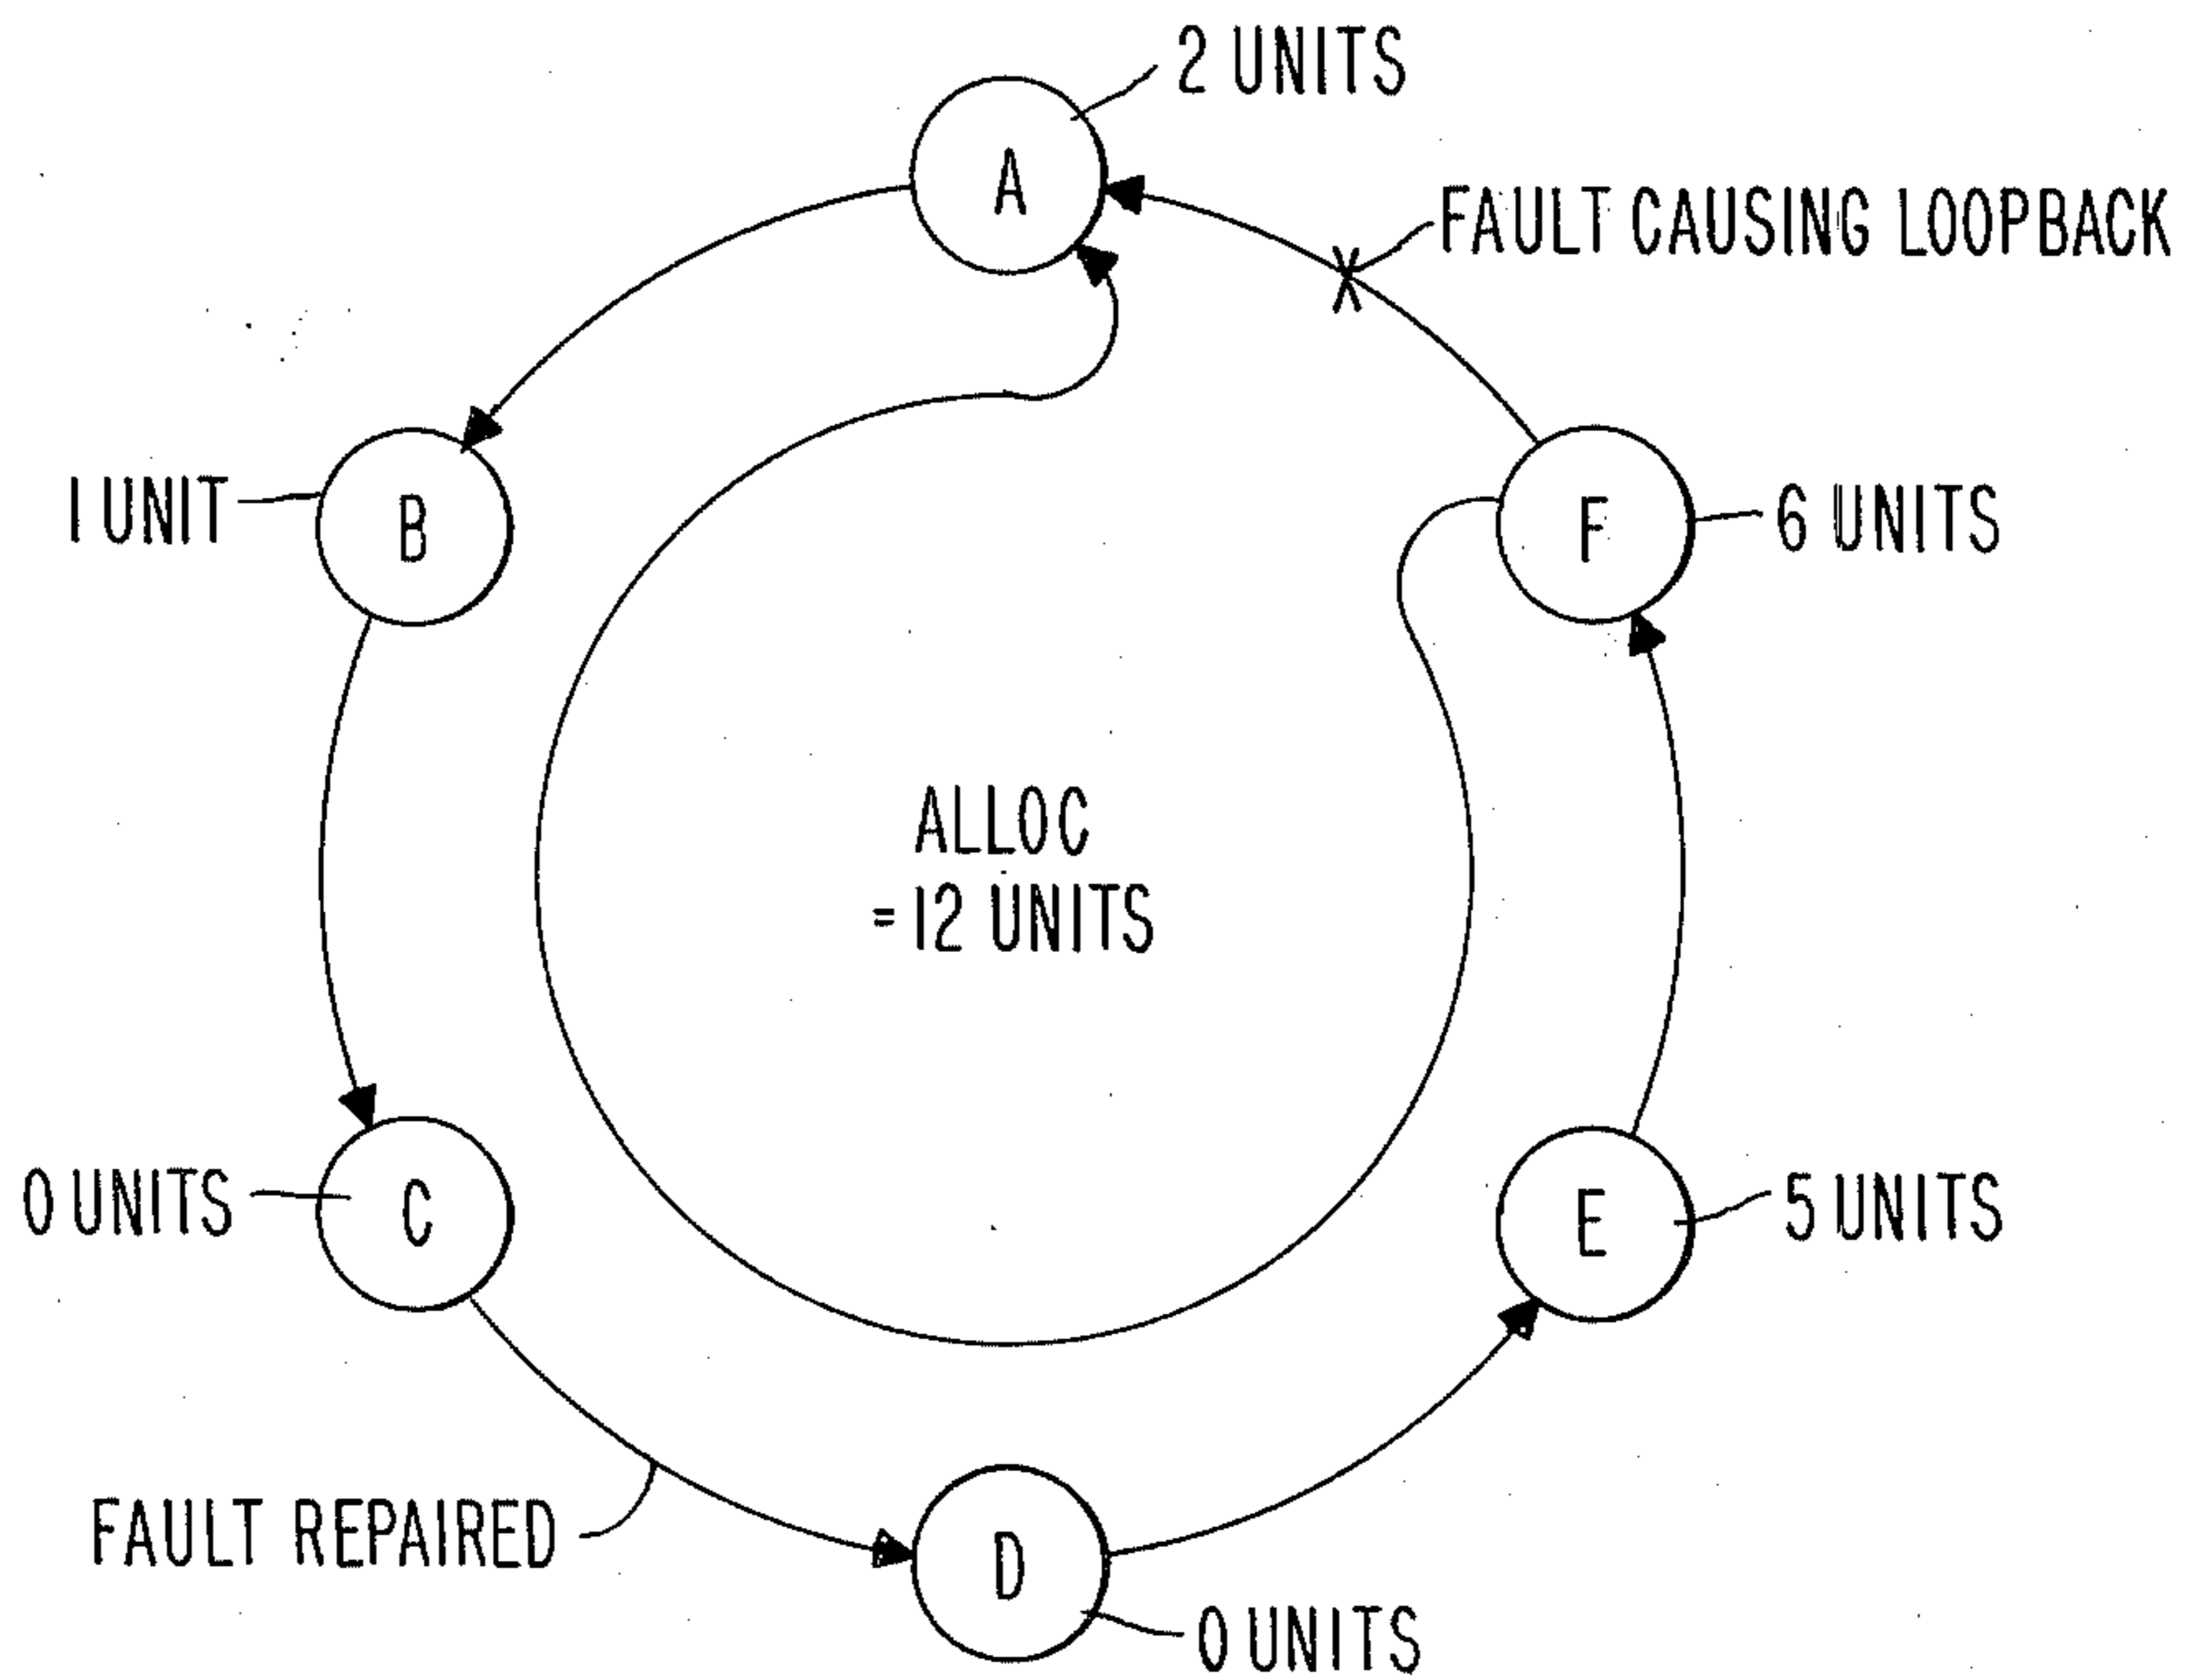 2 UNITS
A
FAULT CAUSING LOOPBACK
1 UNIT
B
F
6 UNITS
ALLOC
=12 UNITS
0 UNITS
C
E
5 UNITS
FAULT REPAIRED
D
0 UNITS